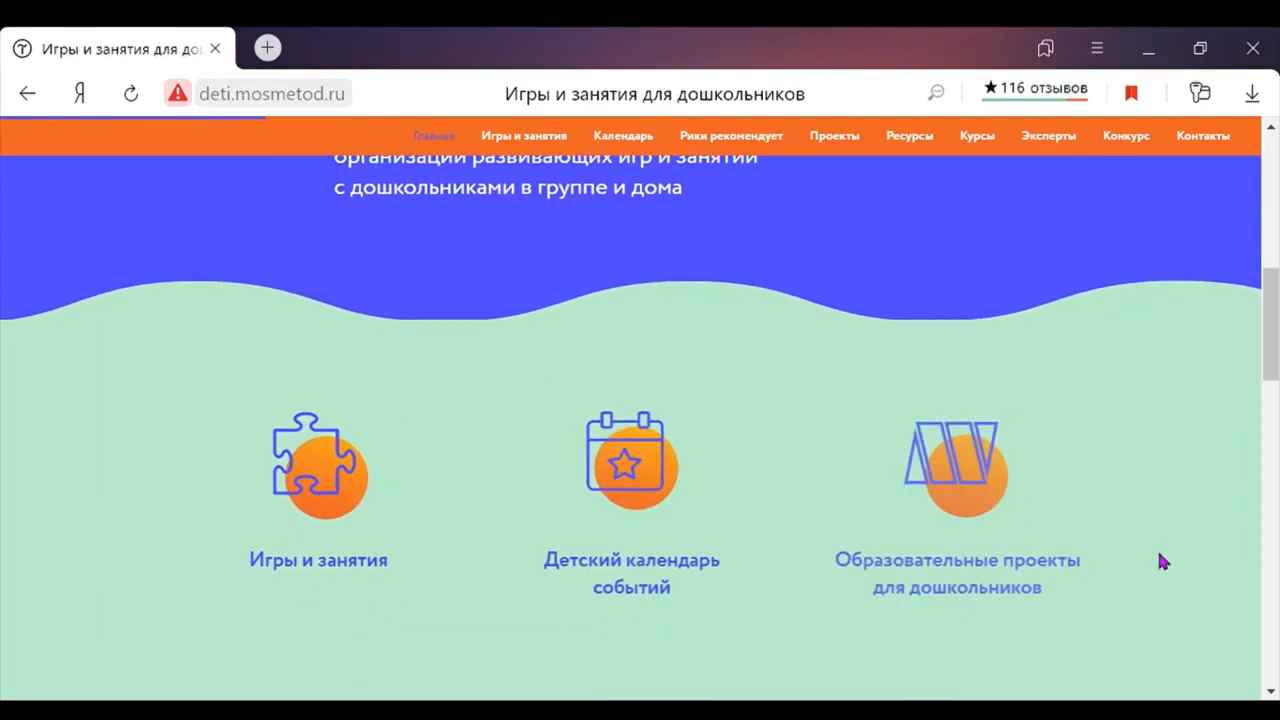 Игры и занятия для дош
deti.mosmetod.ru
Игры и занятия для дошкольников
★116 отзывов
Главная Игры и занятия Календарь Рики рекомендует Проекты Ресурсы Курсы Эксперты Конкурс Контакты
организации развивающих игр и занятий
с дошкольниками в группе и дома
Игры и занятия
Детский календарь
событий
Образовательные проекты
для дошкольников